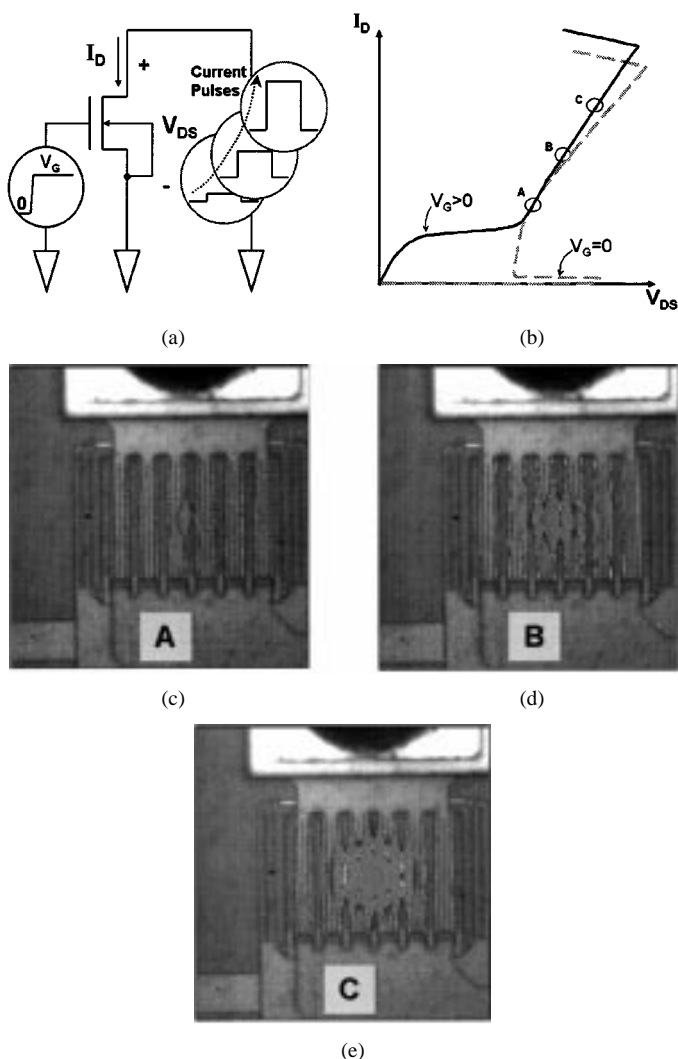 I_D
+
Current
Pulses
V_DS
V_G
0
-
(a)
I_D
C
B
A
V_G>0
V_G=0
V_DS
(b)
A
(c)
B
(d)
C
(e)